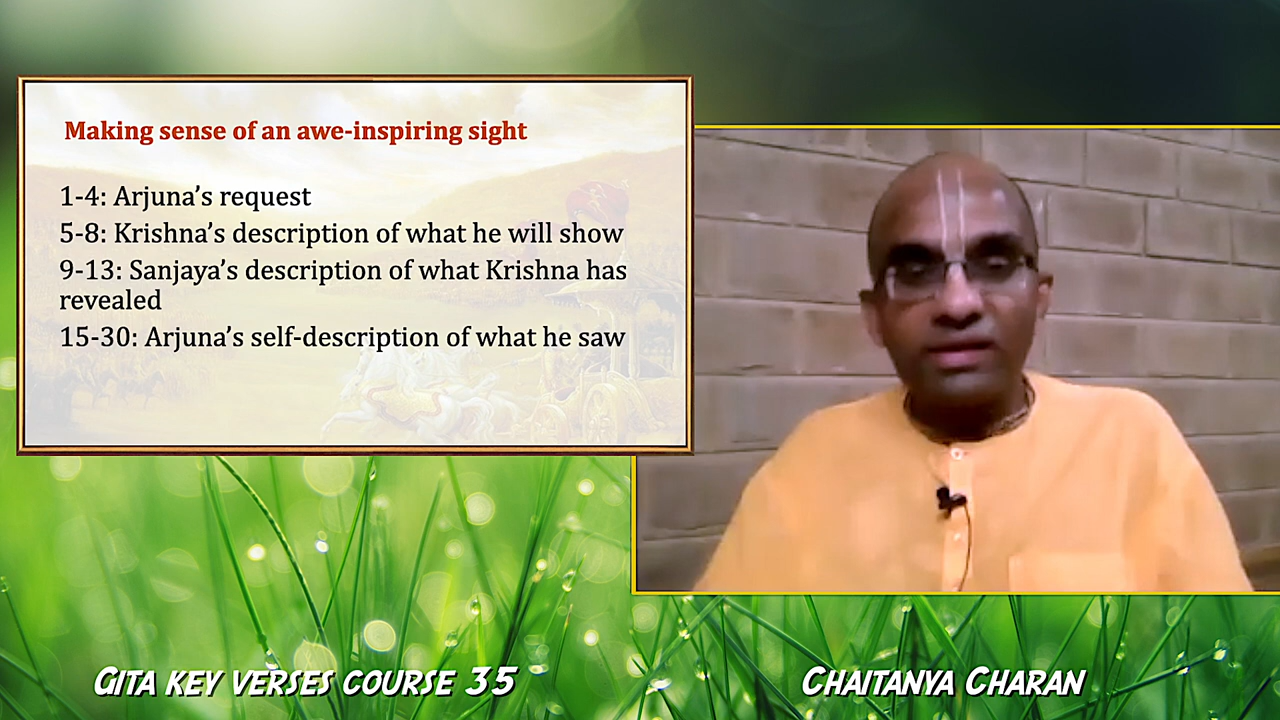 Making sense of an awe-inspiring sight
1-4: Arjuna’s request
5-8: Krishna’s description of what he will show
9-13: Sanjaya’s description of what Krishna has
revealed
15-30: Arjuna’s self-description of what he saw
GITA KEY VERSES COURSE 35
CHAITANYA CHARAN